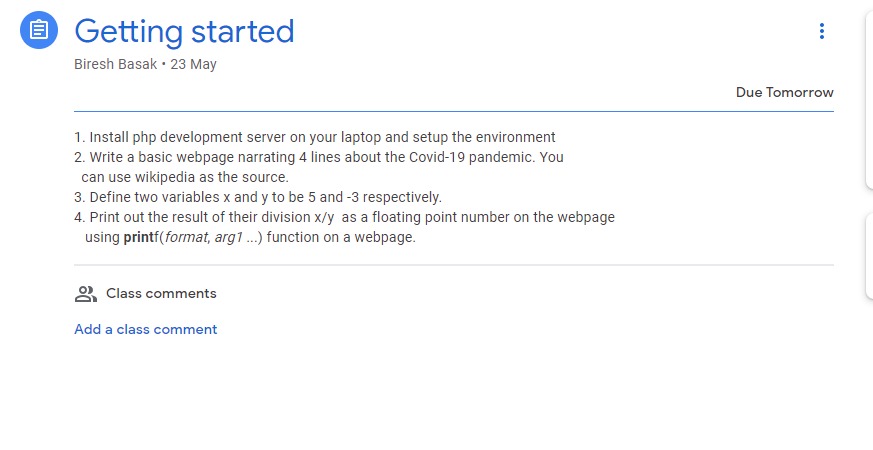 Getting started
Biresh Basak • 23 May
Due Tomorrow
1. Install php development server on your laptop and setup the environment
2. Write a basic webpage narrating 4 lines about the Covid-19 pandemic. You
can use wikipedia as the source.
3. Define two variables x and y to be 5 and -3 respectively.
4. Print out the result of their division x/y as a floating point number on the webpage
using printf(format, arg1 ...) function on a webpage.
Class comments
Add a class comment